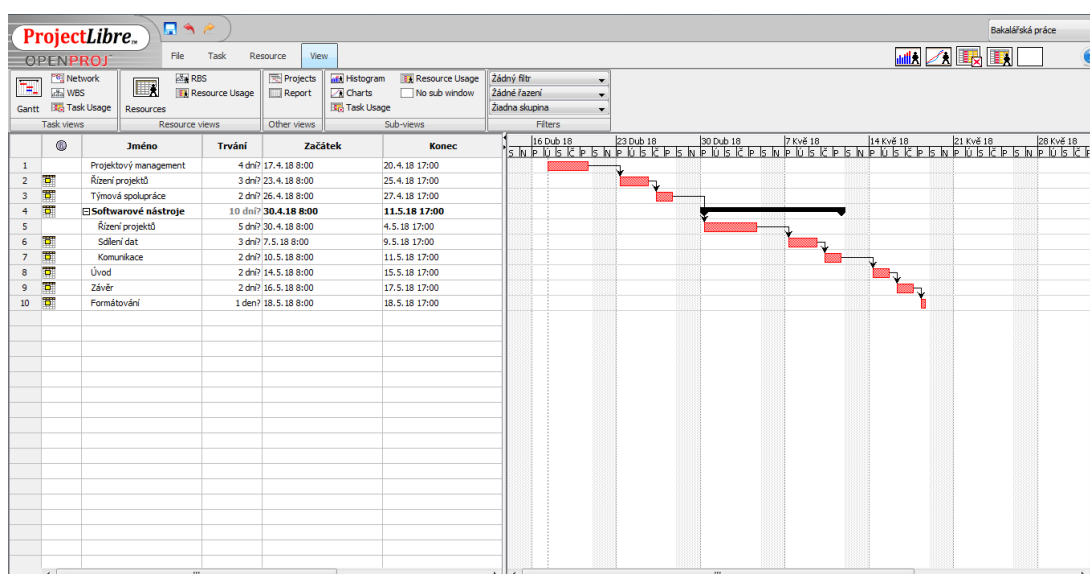 ProjectLibre™
OPENPROJ
Bakalářská práce
File Task Resource View
Network
WBS
Task Usage
Gantt
Task views
RBS
Resource Usage
Resources
Resource views
Projects
Report
Other views
Histogram Resource Usage
Charts No sub window
Task Usage
Sub-views
Žádný filtr
Žádné řazení
Žiadna skupina
Filters
Jméno Trvání Začátek Konec
1 Projektový management 4 dní? 17.4.18 8:00 20.4.18 17:00
2 Řízení projektů 3 dní? 23.4.18 8:00 25.4.18 17:00
3 Týmová spolupráce 2 dní? 26.4.18 8:00 27.4.18 17:00
4 Softwarové nástroje 10 dní? 30.4.18 8:00 11.5.18 17:00
5 Řízení projektů 5 dní? 30.4.18 8:00 4.5.18 17:00
6 Sdílení dat 3 dní? 7.5.18 8:00 9.5.18 17:00
7 Komunikace 2 dní? 10.5.18 8:00 11.5.18 17:00
8 Úvod 2 dní? 14.5.18 8:00 15.5.18 17:00
9 Závěr 2 dní? 16.5.18 8:00 17.5.18 17:00
10 Formátování 1 den? 18.5.18 8:00 18.5.18 17:00
16 Dub 18 23 Dub 18 30 Dub 18 7 Kvě 18 14 Kvě 18 21 Kvě 18 28 Kvě 18
S N P Ú S Č P S N P Ú S Č P S N P Ú S Č P S N P Ú S Č P S N P Ú S Č P S N P Ú S Č P S N P Ú S Č P